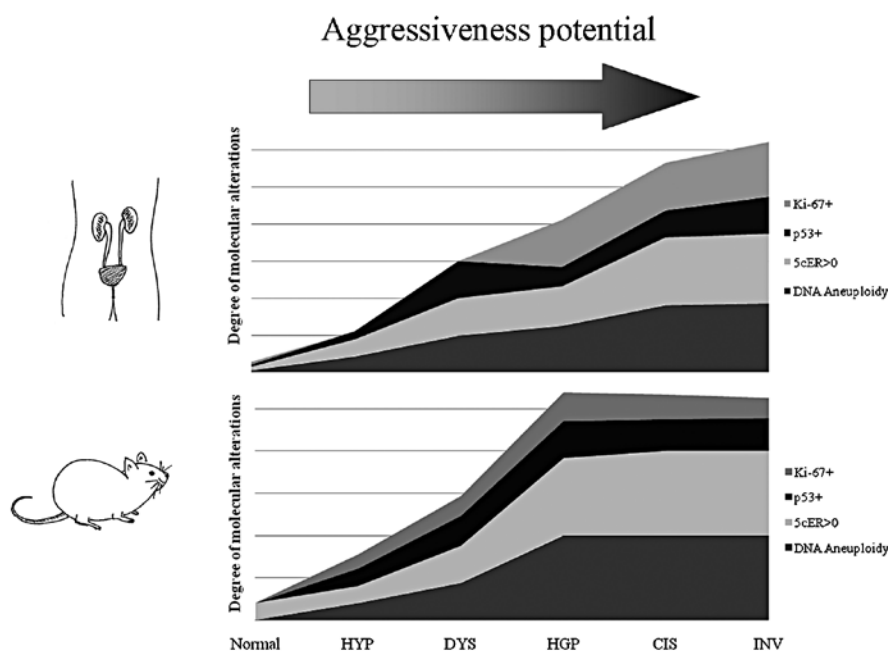 Aggressiveness potential
Degree of molecular alterations
Ki-67+
p53+
5cER>0
DNA Aneuploidy
Degree of molecular alterations
Ki-67+
p53+
5cER>0
DNA Aneuploidy
Normal HYP DYS HGP CIS INV